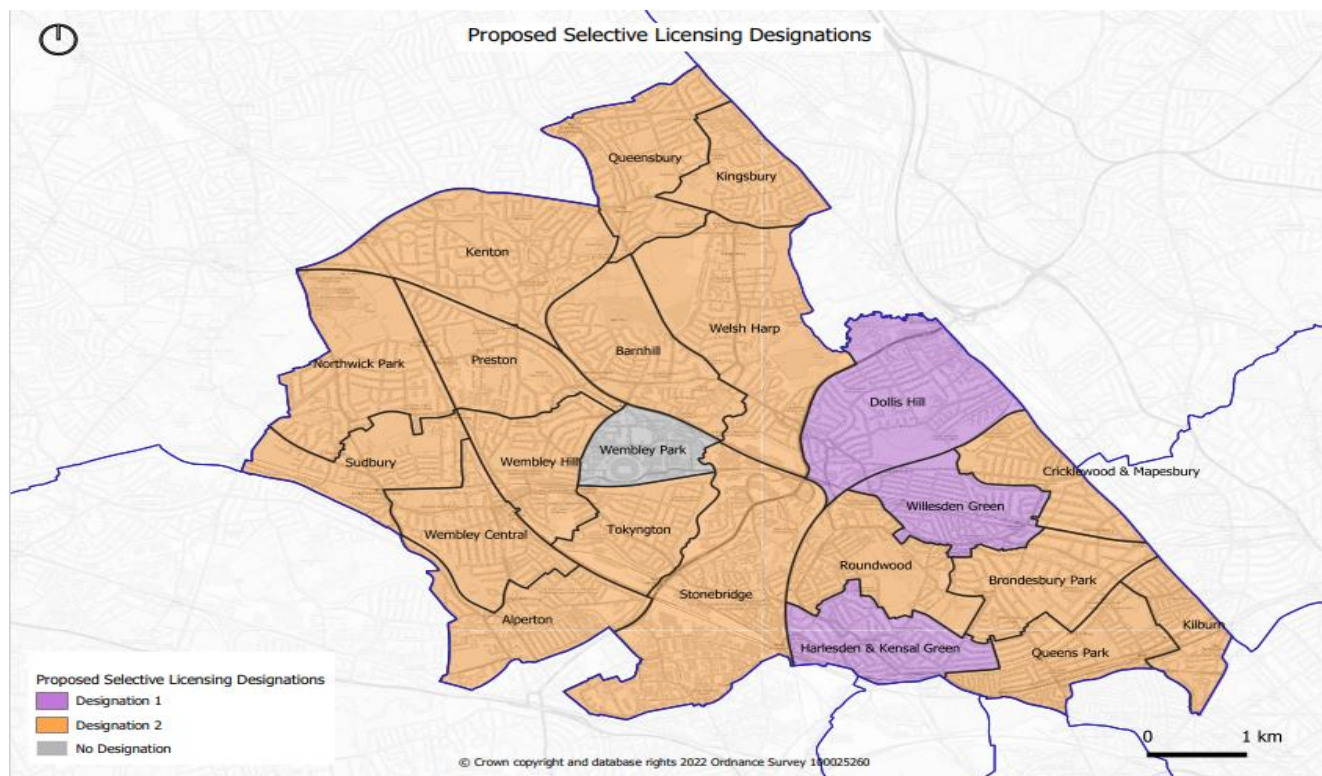 Proposed Selective Licensing Designations
Queensbury
Kingsbury
Kenton
Welsh Harp
Barnhill
Preston
Northwick Park
Dollis Hill
Wembley Park
Wembley Hill
Sudbury
Cricklewood & Mapesbury
Willesden Green
Tokyngton
Wembley Central
Roundwood
Brondesbury Park
Stonebridge
Alperton
Kilburn
Harlesden & Kensal Green
Queens Park
Proposed Selective Licensing Designations
Designation 1
Designation 2
No Designation
0 1 km
© Crown copyright and database rights 2022 Ordnance Survey 100025260